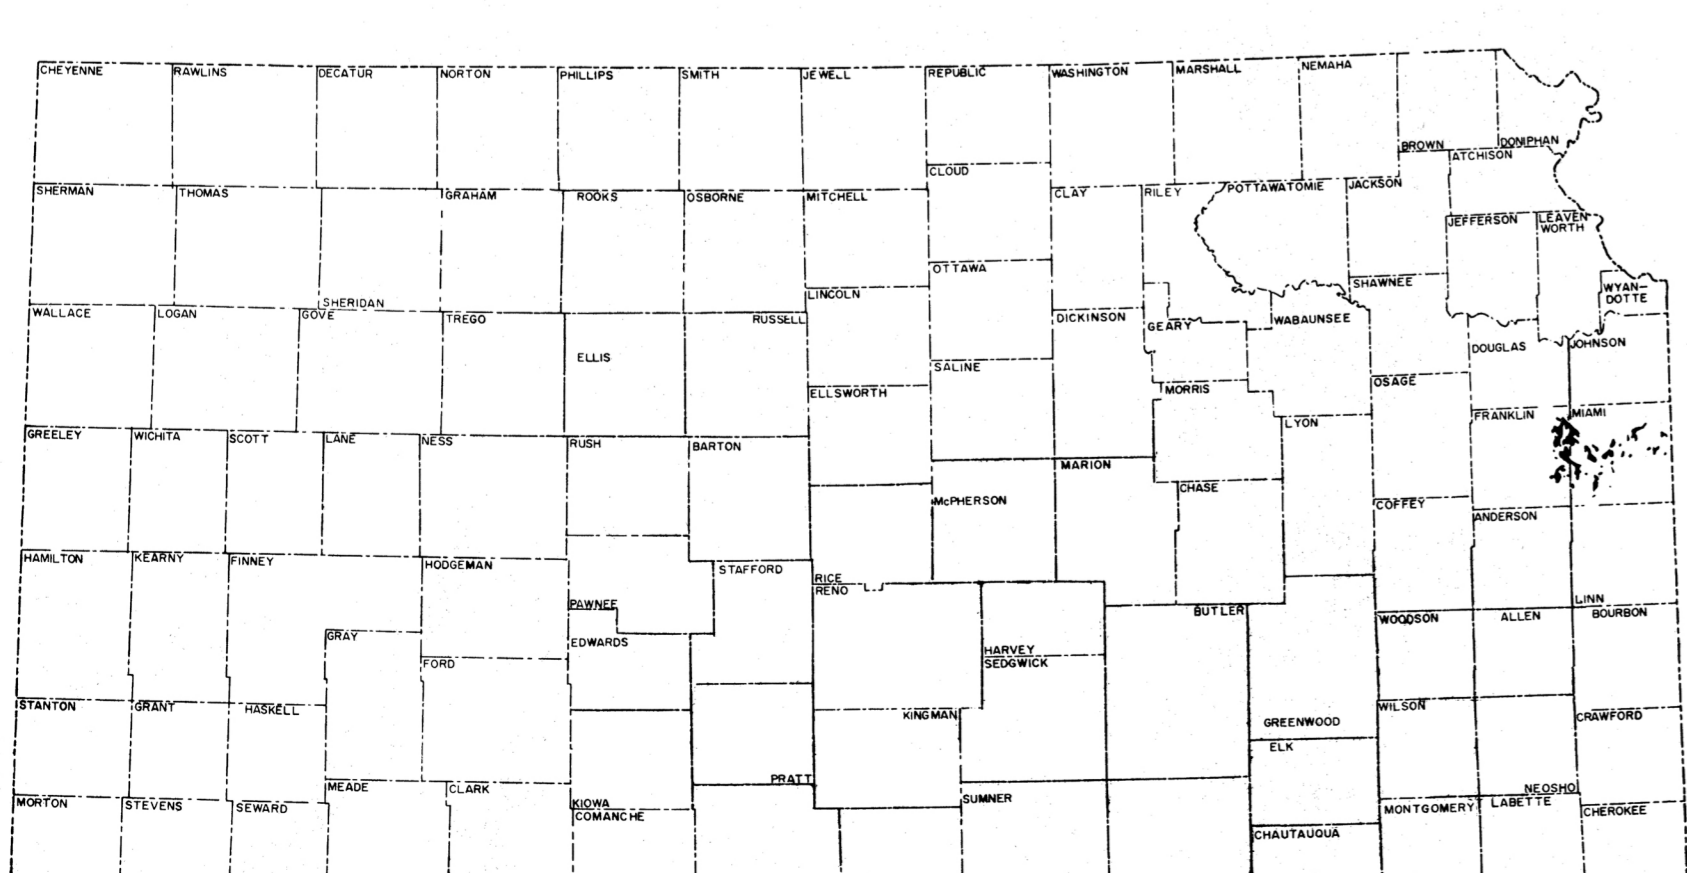 CHEYENNE
RAWLINS
DECATUR
NORTON
PHILLIPS
SMITH
JEWELL
REPUBLIC
WASHINGTON
MARSHALL
NEMAHA
BROWN
DONIPHAN
ATCHISON
CLOUD
SHERMAN
THOMAS
GRAHAM
ROOKS
OSBORNE
MITCHELL
CLAY
RILEY
POTTAWATOMIE
JACKSON
JEFFERSON
LEAVEN
WORTH
OTTAWA
SHAWNEE
WYAN-
DOTTE
LINCOLN
SHERIDAN
WALLACE
LOGAN
GOVE
TREGO
RUSSELL
DICKINSON
GEARY
WABAUNSEE
DOUGLAS
JOHNSON
ELLIS
SALINE
ELLSWORTH
MORRIS
OSAGE
FRANKLIN
MIAMI
LYON
GREELEY
WICHITA
SCOTT
LANE
NESS
RUSH
BARTON
MARION
CHASE
McPHERSON
COFFEY
ANDERSON
HAMILTON
KEARNY
FINNEY
HODGEMAN
STAFFORD
RICE
RENO
PAWNEE
BUTLER
LINN
BOURBON
WOODSON
ALLEN
GRAY
EDWARDS
HARVEY
SEDGWICK
FORD
STANTON
GRANT
HASKELL
KINGMAN
GREENWOOD
WILSON
CRAWFORD
ELK
PRATT
MEADE
CLARK
NEOSHO
MORTON
STEVENS
SEWARD
KIOWA
COMANCHE
SUMNER
MONTGOMERY
LABETTE
CHEROKEE
CHAUTAUQUA